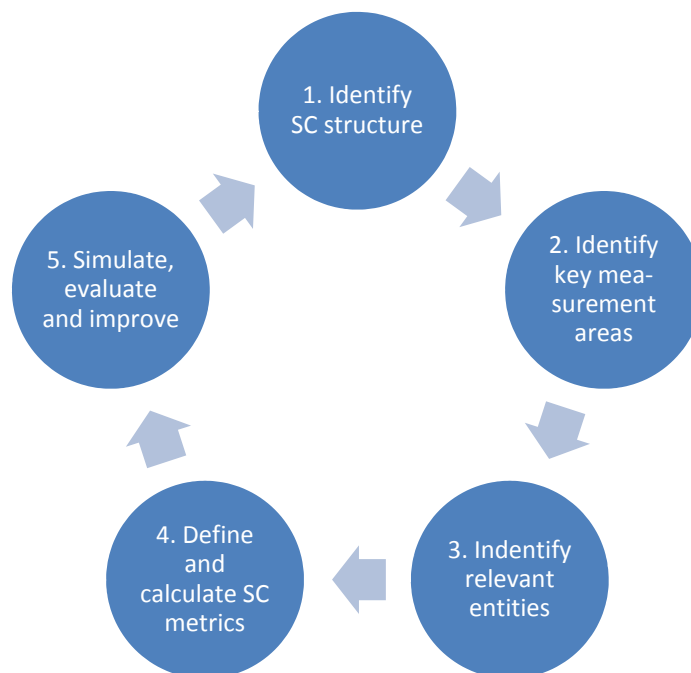 1. Identify
SC structure
2. Identify
key mea-
surement
areas
3. Indentify
relevant
entities
4. Define
and
calculate SC
metrics
5. Simulate,
evaluate
and improve